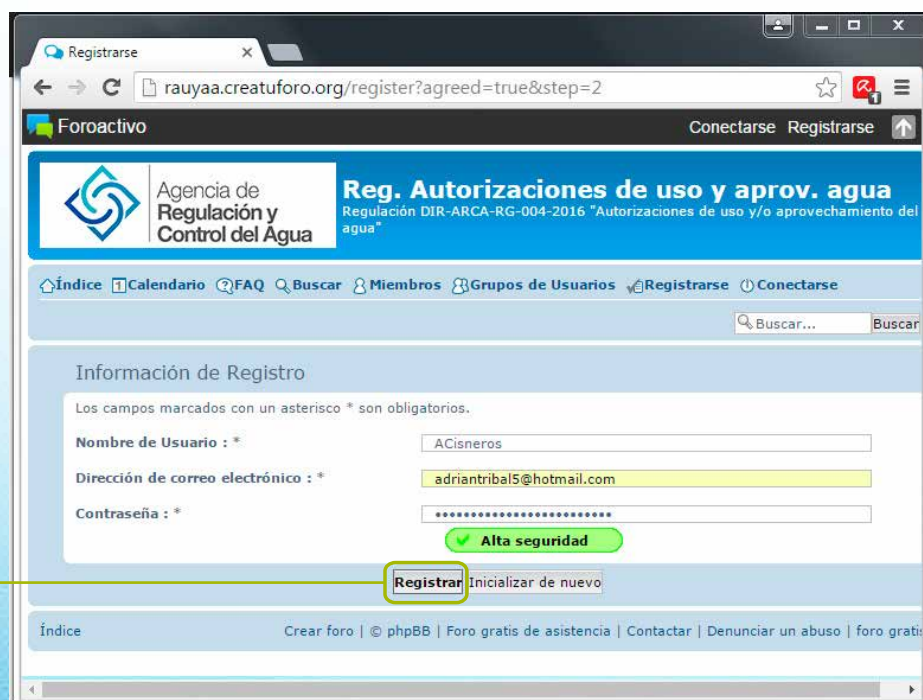 Registrarse
rauyaa.creatuforo.org/register?agreed=true&step=2
1
Foroactivo
Conectarse Registrarse
Agencia de
Regulación y
Control del Agua
Reg. Autorizaciones de uso y aprov. agua
Regulación DIR-ARCA-RG-004-2016 "Autorizaciones de uso y/o aprovechamiento del
agua"
Índice 1 Calendario FAQ Buscar Miembros Grupos de Usuarios Registrarse Conectarse
Buscar... Buscar
Información de Registro
Los campos marcados con un asterisco * son obligatorios.
Nombre de Usuario : * ACisneros
Dirección de correo electrónico : * adriantribal5@hotmail.com
Contraseña : * •••••••••••••••••••••••••
Alta seguridad
Registrar Inicializar de nuevo
Índice Crear foro | © phpBB | Foro gratis de asistencia | Contactar | Denunciar un abuso | foro grati